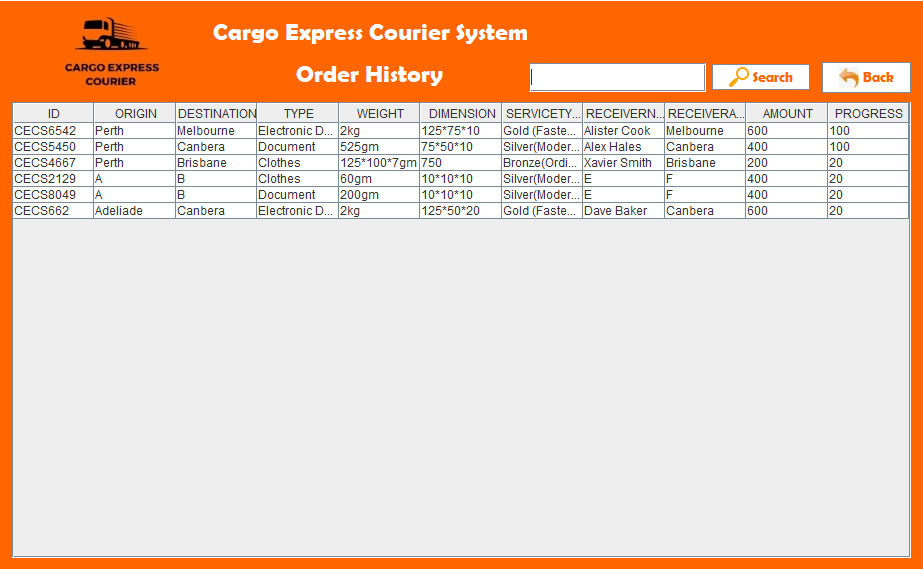 Cargo Express Courier System
CARGO EXPRESS
COURIER
Order History
Search
Back
ID ORIGIN DESTINATION TYPE WEIGHT DIMENSION SERVICETY... RECEIVERN... RECEIVERA... AMOUNT PROGRESS
CECS6542 Perth Melbourne Electronic D... 2kg 125*75*10 Gold (Faste... Alister Cook Melbourne 600 100
CECS5450 Perth Canbera Document 525gm 75*50*10 Silver(Moder... Alex Hales Canbera 400 100
CECS4667 Perth Brisbane Clothes 125*100*7gm 750 Bronze(Ordi... Xavier Smith Brisbane 200 20
CECS2129 A B Clothes 60gm 10*10*10 Silver(Moder... E F 400 20
CECS8049 A B Document 200gm 10*10*10 Silver(Moder... E F 400 20
CECS662 Adeliade Canbera Electronic D... 2kg 125*50*20 Gold (Faste... Dave Baker Canbera 600 20